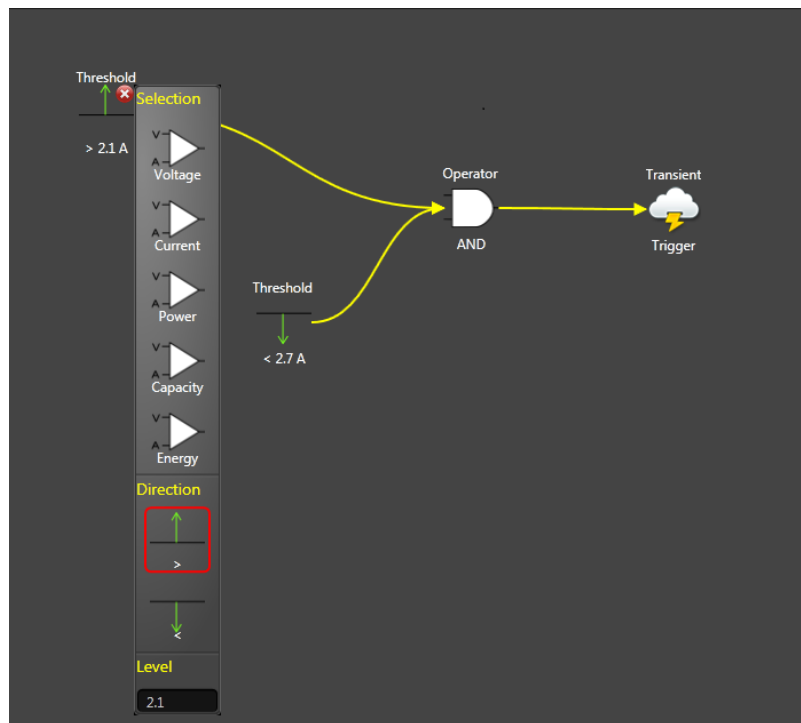 Threshold
> 2.1 A
Selection
V
A
Voltage
V
A
Current
V
A
Power
V
A
Capacity
V
A
Energy
Direction
>
<
Level
2.1
Threshold
< 2.7 A
Operator
AND
Transient
Trigger